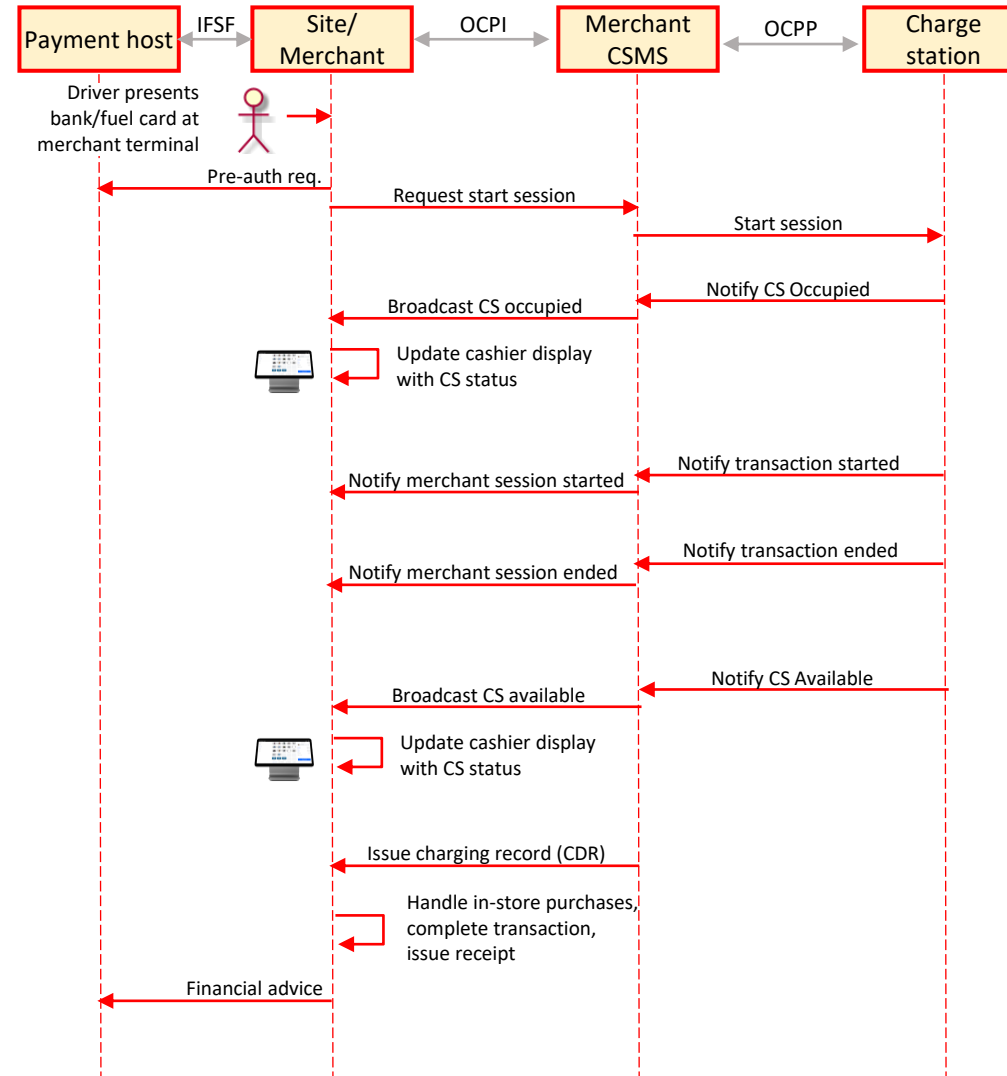 Payment host
IFSF
Site/
Merchant
OCPI
Merchant
CSMS
OCPP
Charge
station
Driver presents
bank/fuel card at
merchant terminal
Pre-auth req.
Request start session
Start session
Notify CS Occupied
Broadcast CS occupied
Update cashier display
with CS status
Notify transaction started
Notify merchant session started
Notify transaction ended
Notify merchant session ended
Notify CS Available
Broadcast CS available
Update cashier display
with CS status
Issue charging record (CDR)
Handle in-store purchases,
complete transaction,
issue receipt
Financial advice